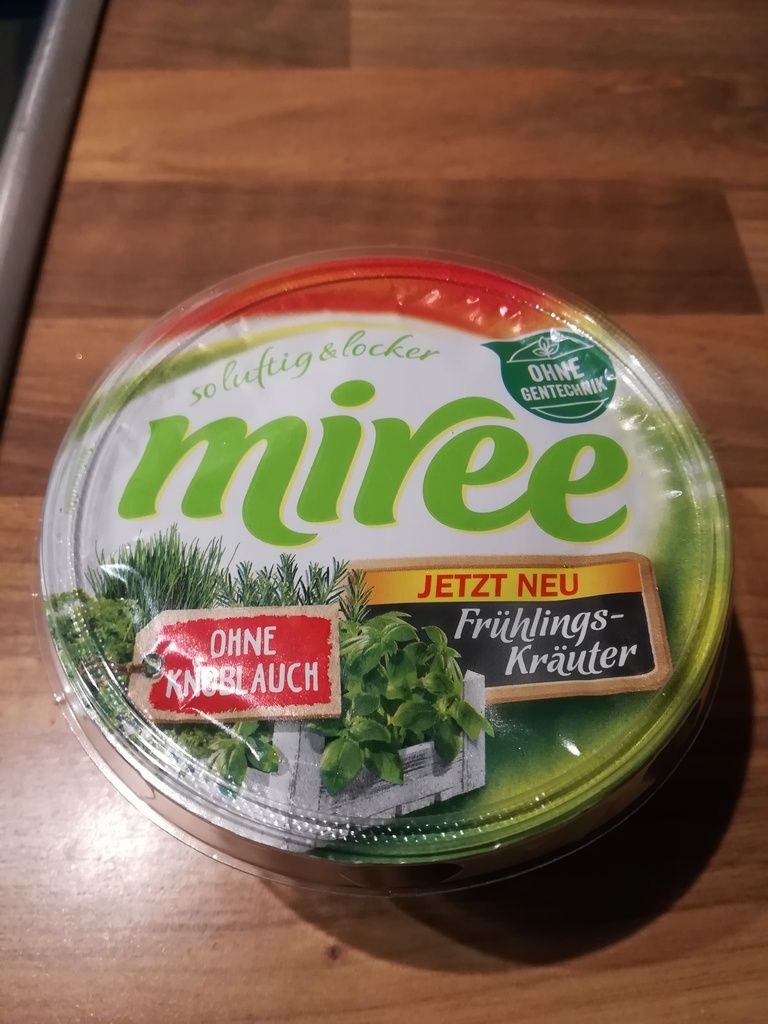 so luftig & locker
OHNE
GENTECHNIK
miree
JETZT NEU
Frühlings-
Kräuter
OHNE
KNOBLAUCH